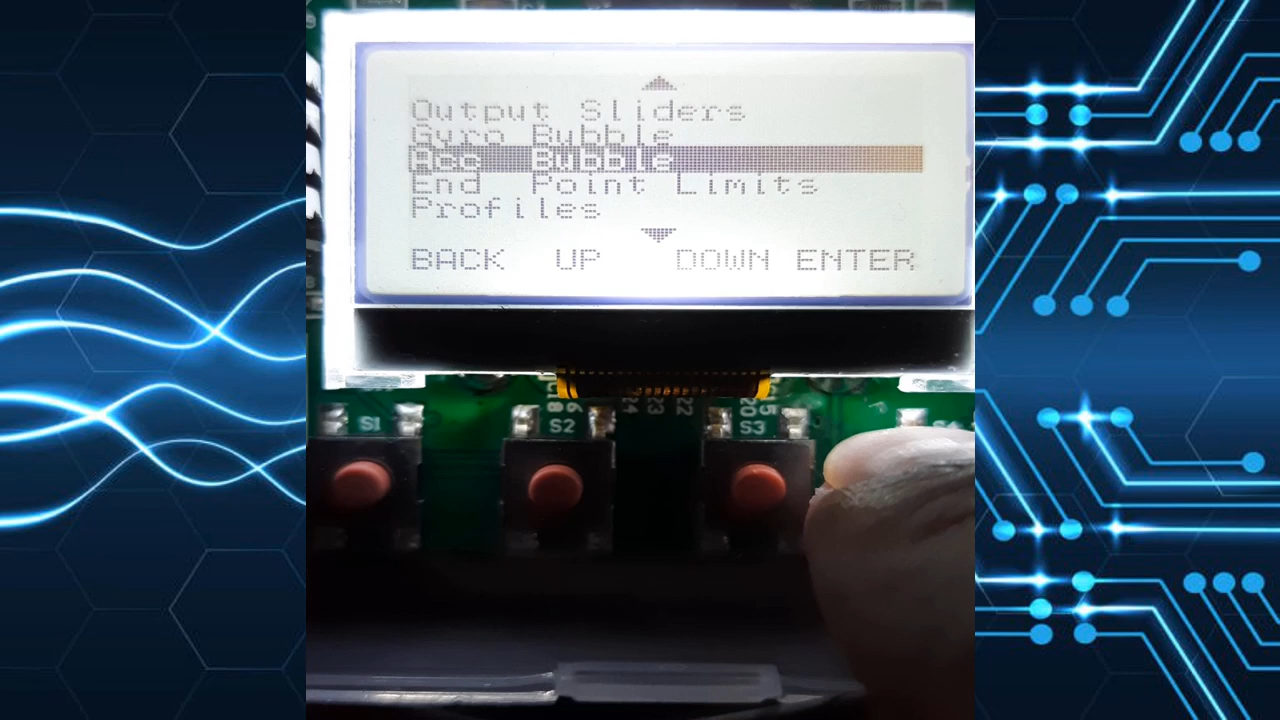 Output Sliders
Gyro Bubble
Acc Bubble
End Point Limits
Profiles
BACK UP DOWN ENTER
S1
S2
S3